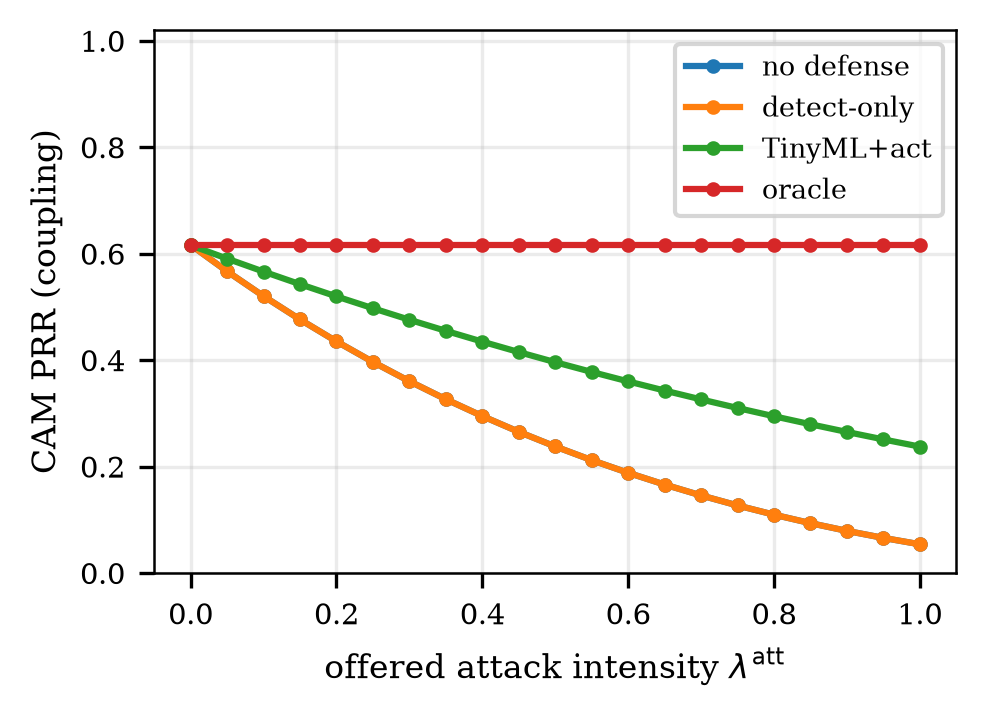 CAM PRR (coupling)
1.0
0.8
0.6
0.4
0.2
0.0
no defense
detect-only
TinyML+act
oracle
0.0 0.2 0.4 0.6 0.8 1.0
offered attack intensity λ^att